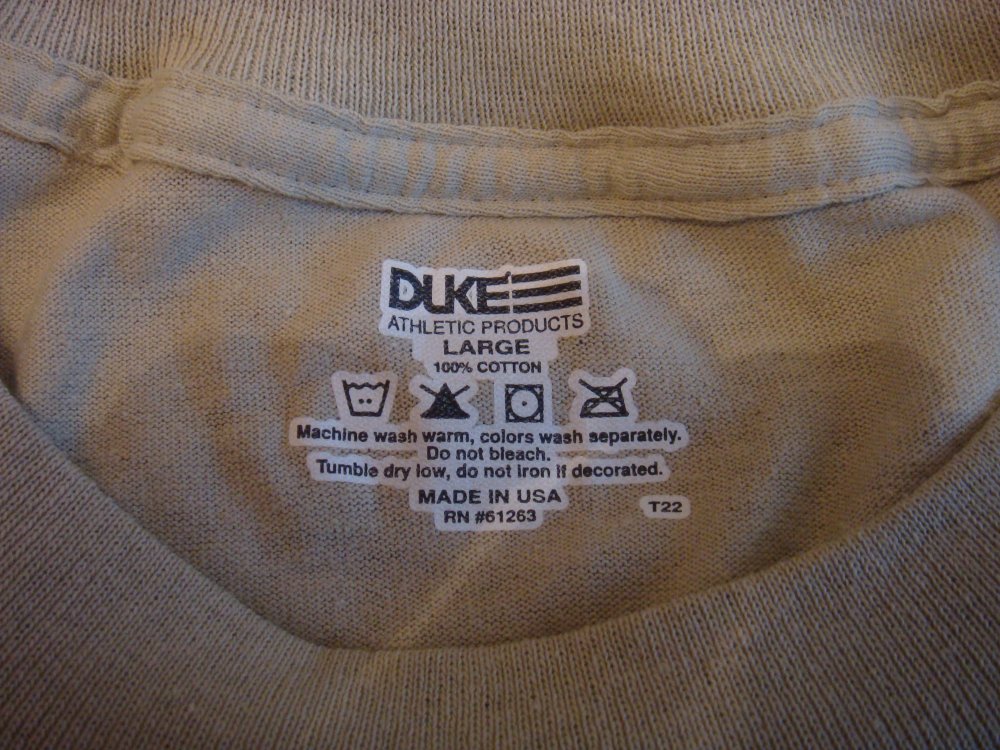 DUKE
ATHLETIC PRODUCTS
LARGE
100% COTTON
Machine wash warm, colors wash separately.
Do not bleach.
Tumble dry low, do not iron if decorated.
MADE IN USA
RN #61263
T22